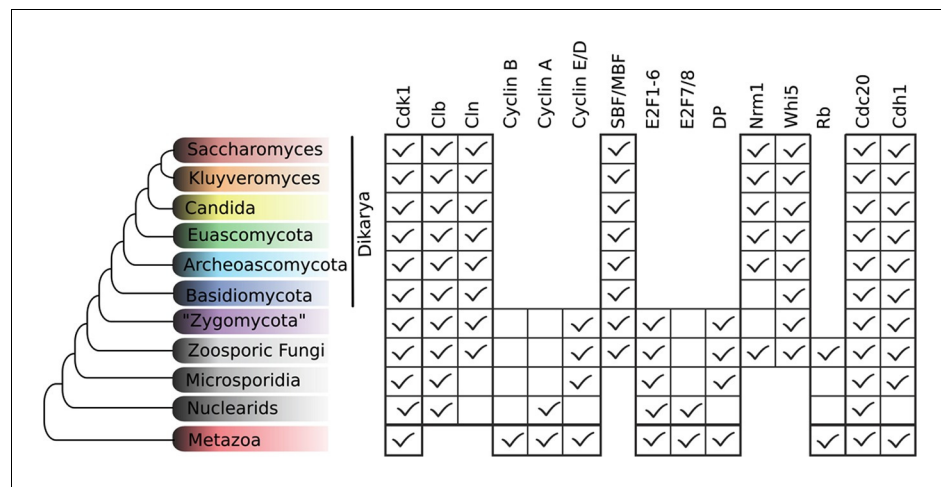 Cdk1
Clb
Cln
Cyclin B
Cyclin A
Cyclin E/D
SBF/MBF
E2F1-6
E2F7/8
DP
Nrm1
Whi5
Rb
Cdc20
Cdh1
Saccharomyces
Kluyveromyces
Candida
Euascomycota
Archeoascomycota
Basidiomycota
Dikarya
"Zygomycota"
Zoosporic Fungi
Microsporidia
Nuclearids
Metazoa